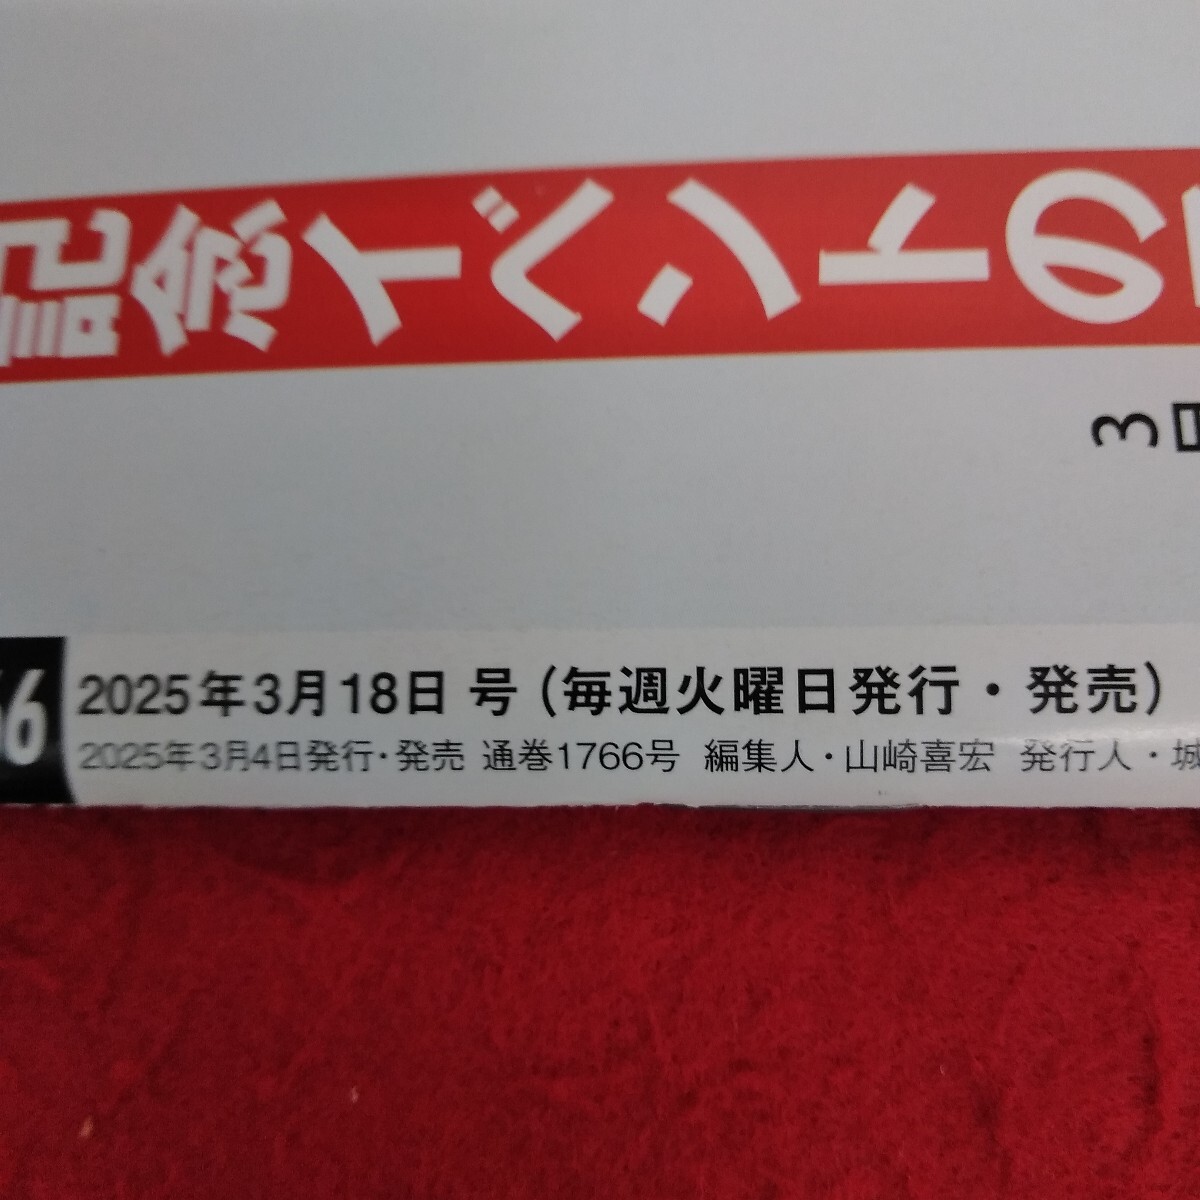 記念イベントの
3
66
2025年3月18日 号 (毎週火曜日発行・発売)
2025年3月4日発行・発売 通巻1766号 編集人・山崎喜宏 発行人・城